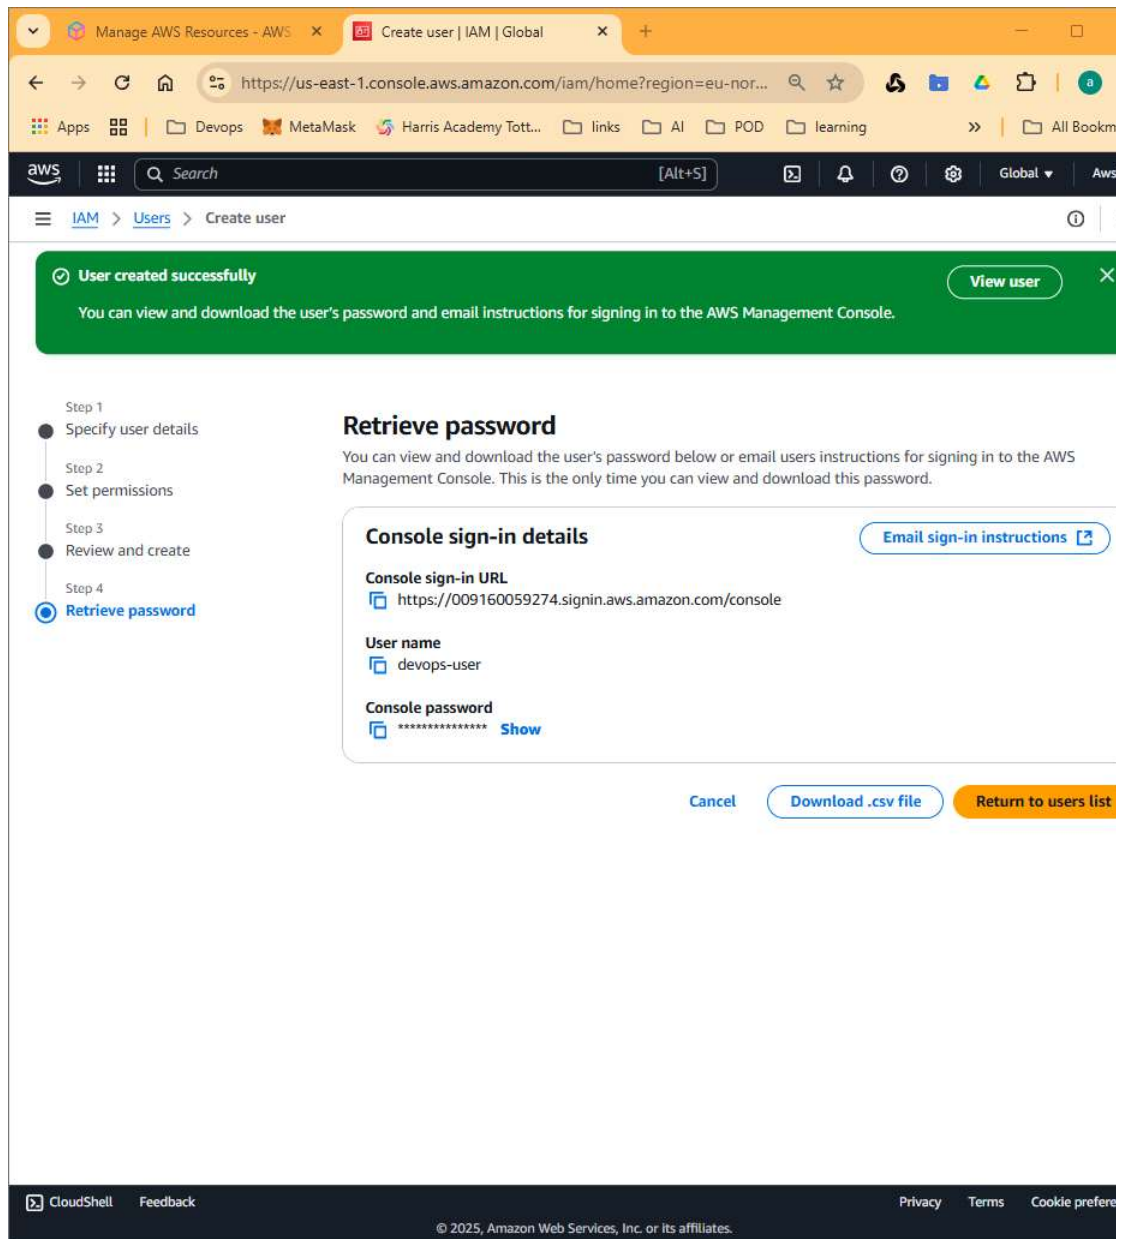 Manage AWS Resources - AWS
Create user | IAM | Global
https://us-east-1.console.aws.amazon.com/iam/home?region=eu-nor...
a
Apps Devops MetaMask Harris Academy Tott... links AI POD learning » All Bookm
aws Search [Alt+S] Global Aws
IAM > Users > Create user
User created successfully
View user
You can view and download the user's password and email instructions for signing in to the AWS Management Console.
Step 1
Specify user details
Step 2
Set permissions
Step 3
Review and create
Step 4
Retrieve password
Retrieve password
You can view and download the user's password below or email users instructions for signing in to the AWS
Management Console. This is the only time you can view and download this password.
Console sign-in details
Email sign-in instructions
Console sign-in URL
https://009160059274.signin.aws.amazon.com/console
User name
devops-user
Console password
*************** Show
Cancel Download .csv file Return to users list
CloudShell Feedback Privacy Terms Cookie prefere
© 2025, Amazon Web Services, Inc. or its affiliates.